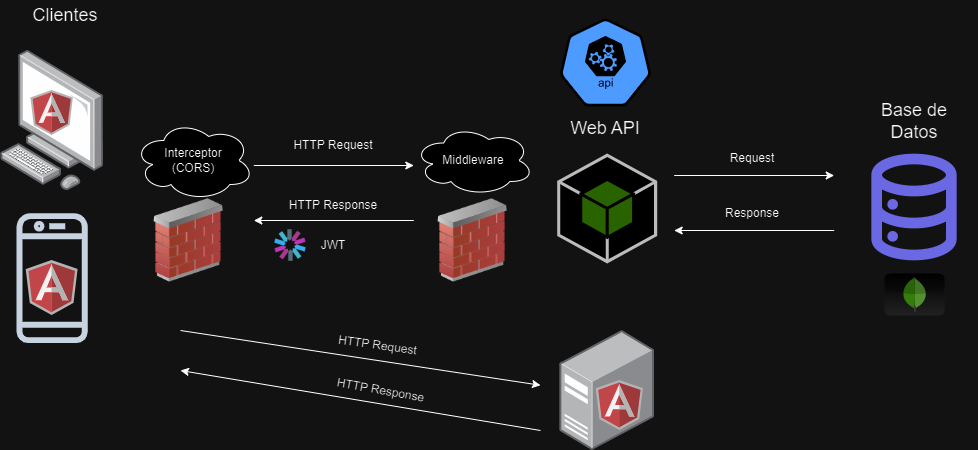 Clientes
A
A
api
Web API
Base de
Datos
Interceptor
(CORS)
HTTP Request
Middleware
HTTP Response
JWT
Request
Response
HTTP Request
HTTP Response
A